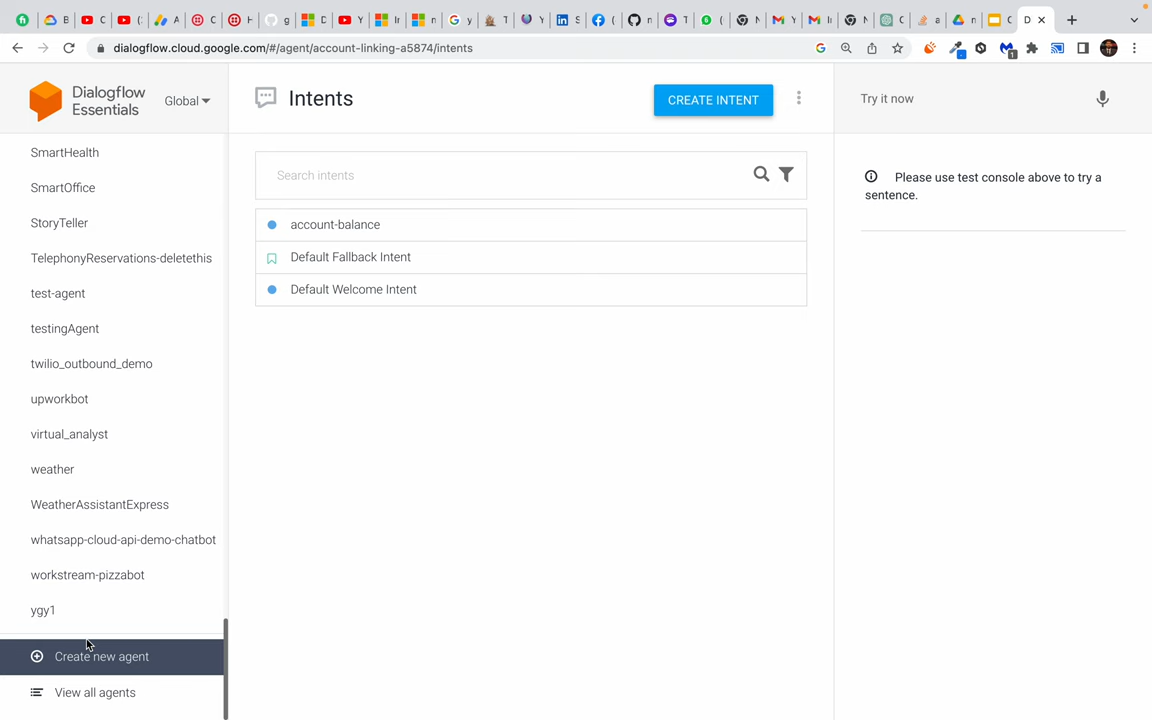 dialogflow.cloud.google.com/#/agent/account-linking-a5874/intents
Dialogflow
Essentials
Global
Intents
CREATE INTENT
Try it now
SmartHealth
SmartOffice
StoryTeller
TelephonyReservations-deletethis
test-agent
testingAgent
twilio_outbound_demo
upworkbot
virtual_analyst
weather
WeatherAssistantExpress
whatsapp-cloud-api-demo-chatbot
workstream-pizzabot
ygy1
Create new agent
View all agents
Search intents
account-balance
Default Fallback Intent
Default Welcome Intent
Please use test console above to try a
sentence.